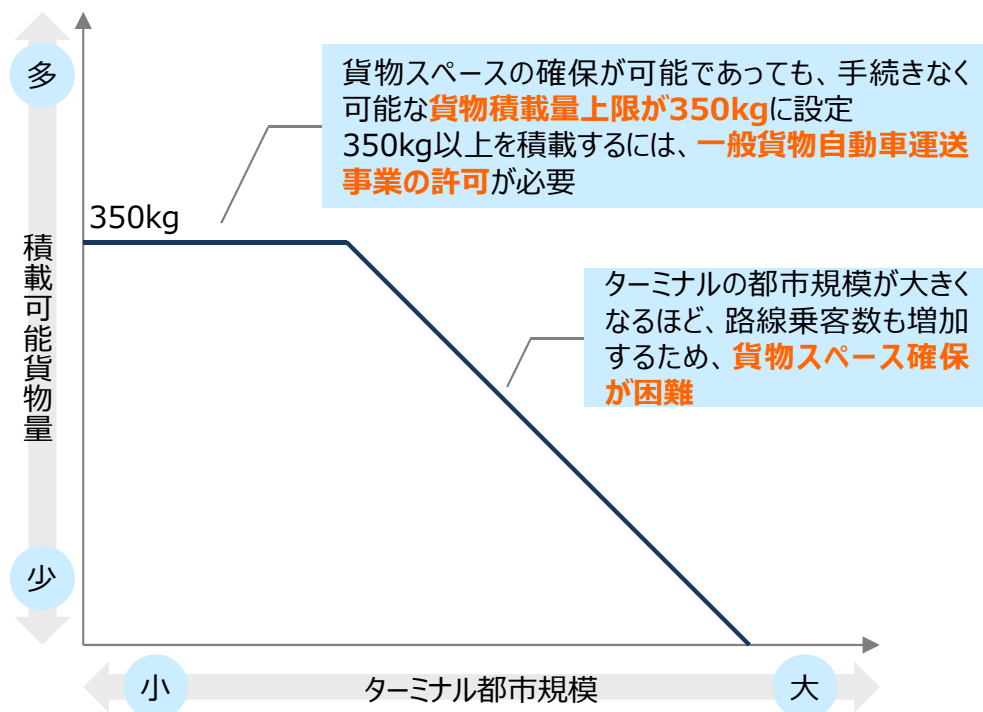 多
貨物スペースの確保が可能であっても、手続きなく
可能な貨物積載量上限が350kgに設定
350kg以上を積載するには、一般貨物自動車運送
事業の許可が必要
350kg
積載可能貨物量
ターミナルの都市規模が大きく
なるほど、路線乗客数も増加
するため、貨物スペース確保
が困難
少
小
ターミナル都市規模
大